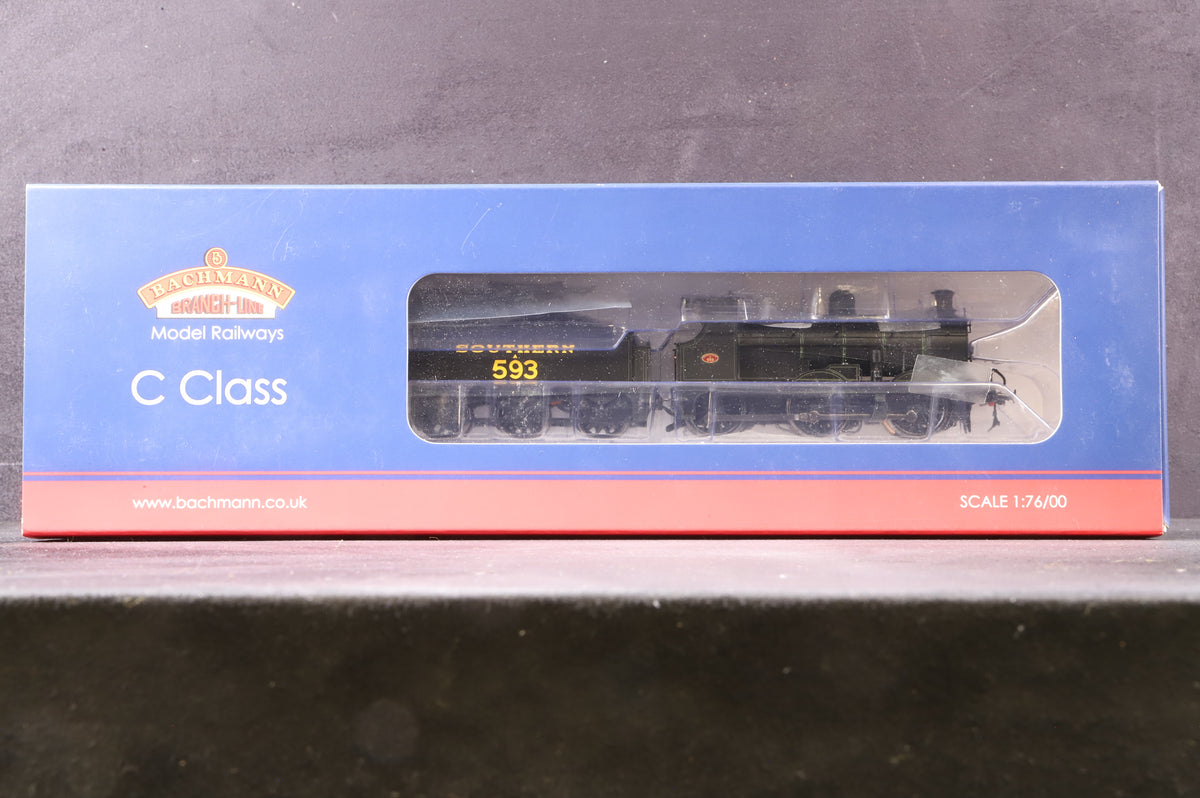 B
BACHMANN
BRANCH-LINE
Model Railways
C Class
SOUTHERN
A
593
www.bachmann.co.uk
SCALE 1:76/00